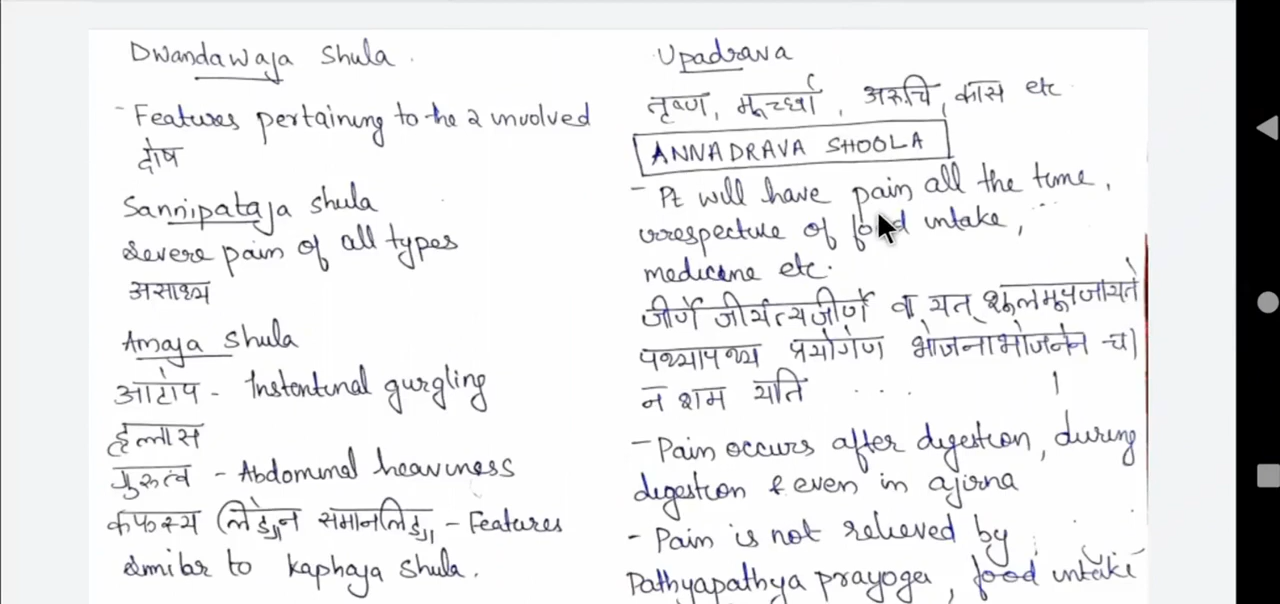 Dwandawaja shula.
- Features pertaining to the 2 involved
दोष
Sannipataja shula
severe pain of all types
असाध्य
Amaja shula
आटोप - Instentinal gurgling
हृल्लास
गुरुत्व - Abdominal heaviness
कफस्य लिङ्गेन समानलिङ्ग - Features
similar to kaphaja shula.
Upadrava
तृष्ण, मूर्च्छा, अरुचि, कास etc
ANNADRAVA SHOOLA
- Pt will have pain all the time,
irrespective of food intake,
medicine etc.
जीर्णे जीर्यत्यजीर्णे वा यत् शूलमूपजायते
पथ्यापथ्य प्रयोगेण भोजनाभोजनेन च।
न शम यति ...।
- Pain occurs after digestion, during
digestion & even in ajirna
- Pain is not relieved by
Pathyapathya prayoga, food intake